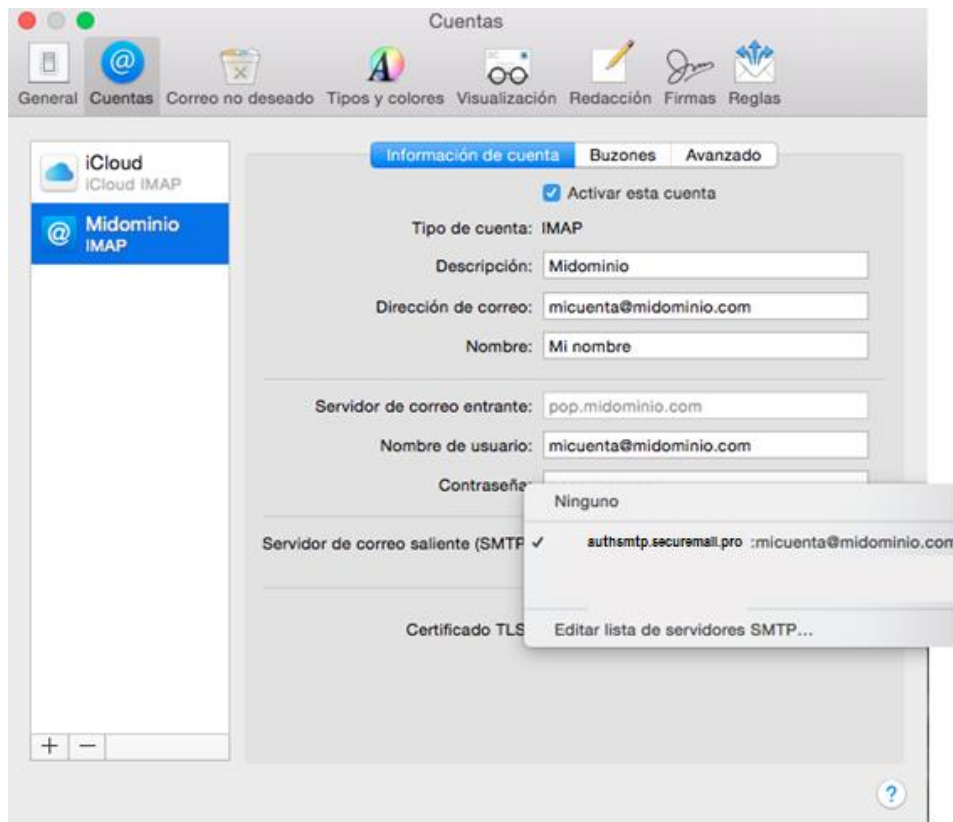 Cuentas
General Cuentas Correo no deseado Tipos y colores Visualización Redacción Firmas Reglas
iCloud
iCloud IMAP
Midominio
IMAP
Información de cuenta Buzones Avanzado
Activar esta cuenta
Tipo de cuenta: IMAP
Descripción: Midominio
Dirección de correo: micuenta@midominio.com
Nombre: Mi nombre
Servidor de correo entrante: pop.midominio.com
Nombre de usuario: micuenta@midominio.com
Contraseña:
Ninguno
Servidor de correo saliente (SMTP ✓ authsmtp.securemail.pro :micuenta@midominio.com
Certificado TLS Editar lista de servidores SMTP...
+ −
?